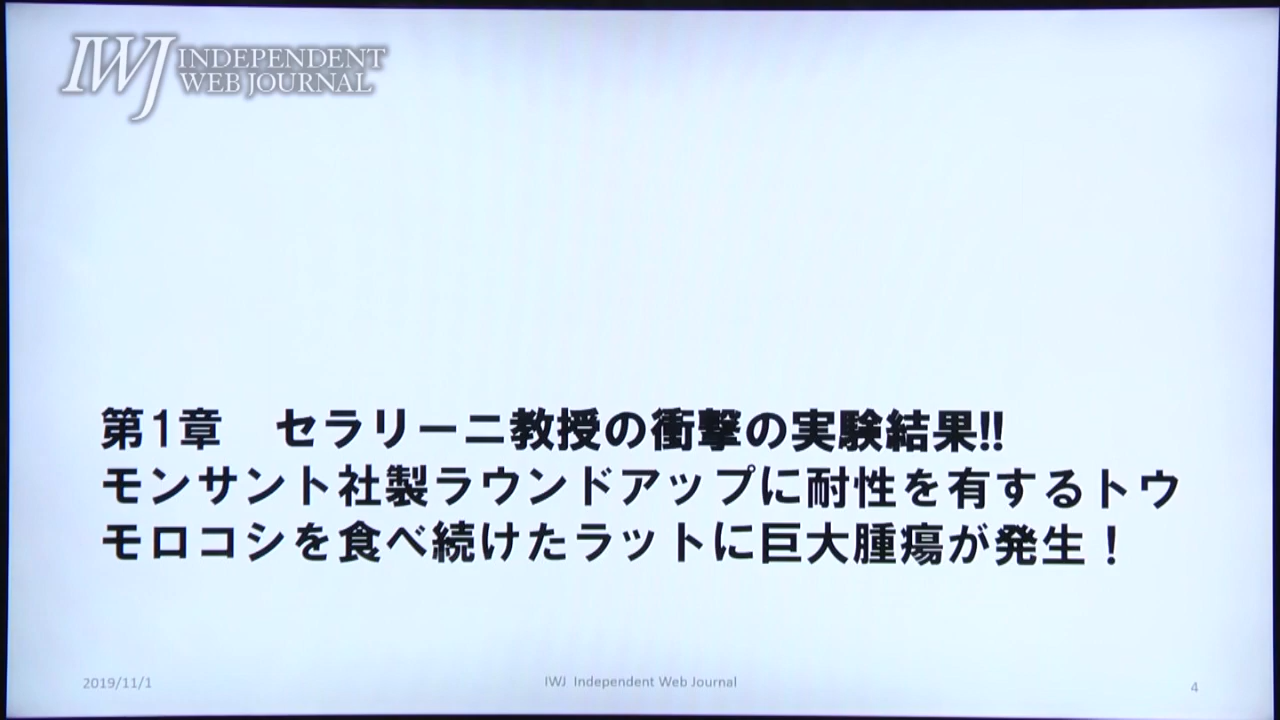 IWJ INDEPENDENT
WEB JOURNAL
第1章　セラリーニ教授の衝撃の実験結果!!
モンサント社製ラウンドアップに耐性を有するトウ
モロコシを食べ続けたラットに巨大腫瘍が発生！
2019/11/1
IWJ Independent Web Journal
4